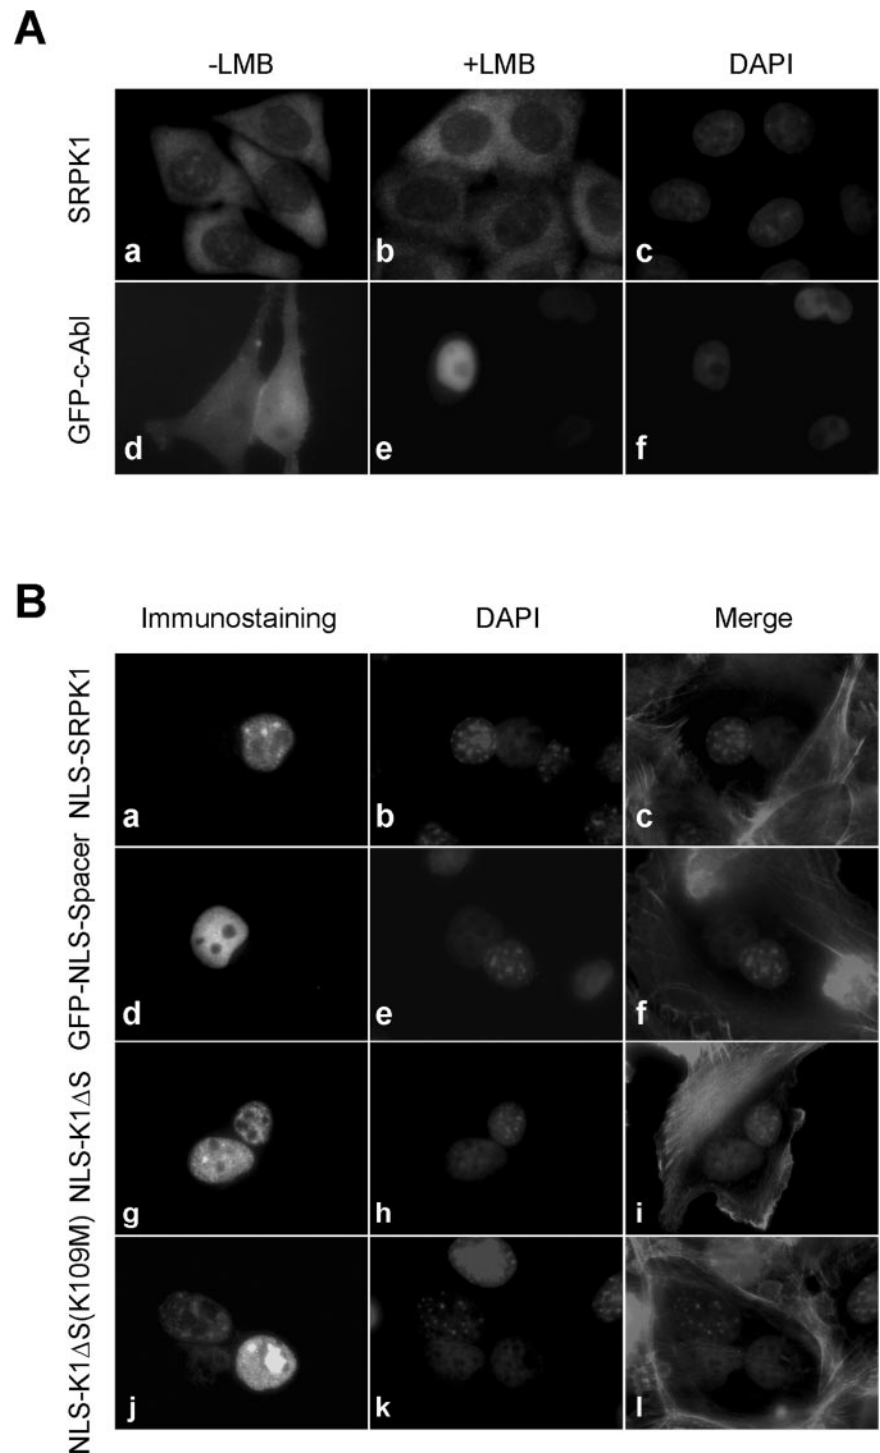 A
-LMB +LMB DAPI
SRPK1
a b c
GFP-c-Abl
d e f
B
Immunostaining DAPI Merge
NLS-SRPK1
a b c
GFP-NLS-Spacer
d e f
NLS-K1ΔS
g h i
NLS-K1ΔS(K109M)
j k l